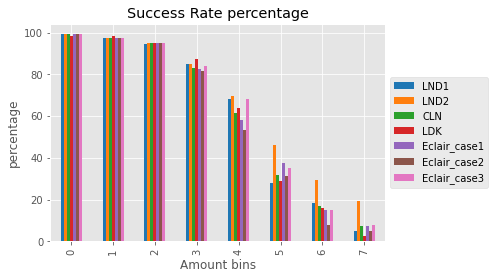 Success Rate percentage
percentage
100
80
60
40
20
0
0
1
2
3
4
5
6
7
Amount bins
LND1
LND2
CLN
LDK
Eclair_case1
Eclair_case2
Eclair_case3